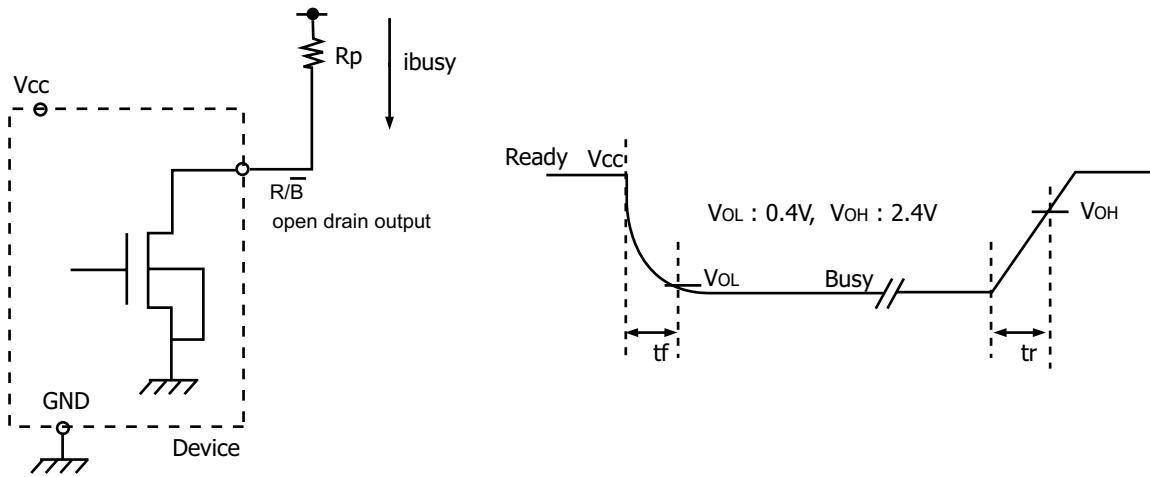 Rp
ibusy
Vcc
R/B̅
open drain output
GND
Device
Ready Vcc
VOL : 0.4V, VOH : 2.4V
VOH
VOL
Busy
tf
tr